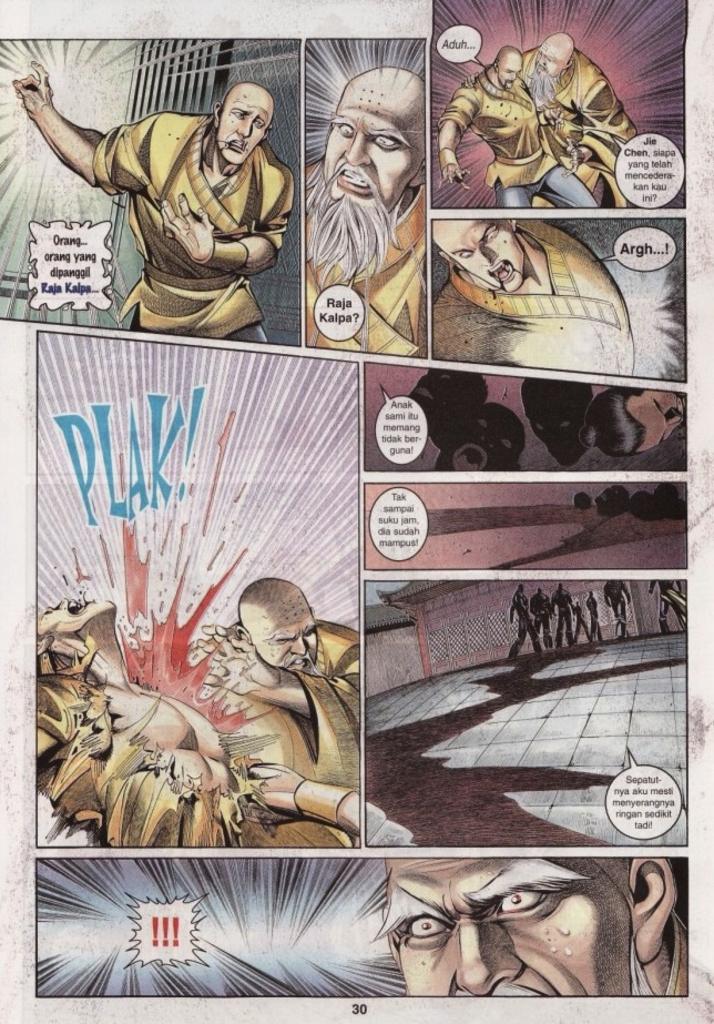 Orang...
orang yang
dipanggil
Raja Kalpa...
Raja
Kalpa?
Aduh...
Jie
Chen, siapa
yang telah
mencedera-
kan kau
ini?
Argh...!
PLAK!
Anak
sami itu
memang
tidak ber-
guna!
Tak
sampai
suku jam,
dia sudah
mampus!
Sepatut-
nya aku mesti
menyerangnya
ringan sedikit
tadi!
!!!
30